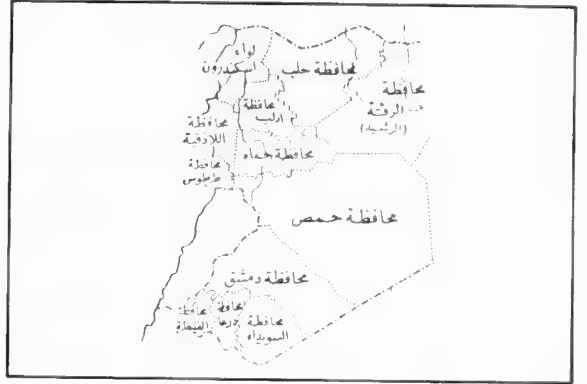 لواء
اسكندرون
محافظة حلب
محافظة
الرقة
(الرشيد)
محافظة
ادلب
محافظة
اللاذقية
محافظة حماه
محافظة
طرطوس
محافظة حمص
محافظة دمشق
محافظة
القنيطرة
محافظة
درعا
محافظة
السويداء